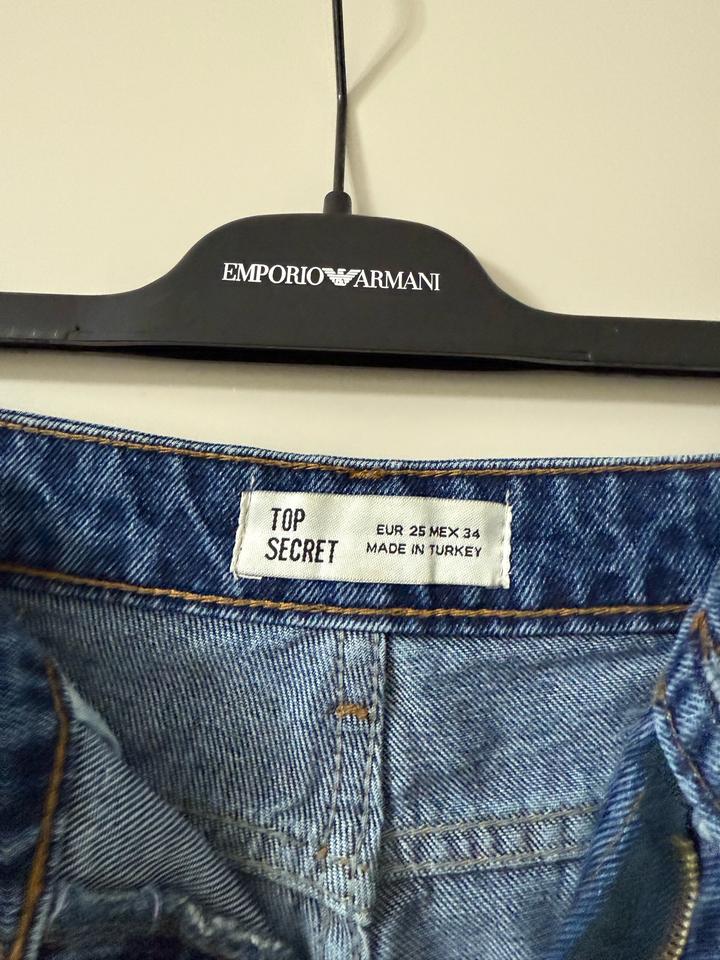 EMPORIO ARMANI
TOP
SECRET
EUR 25 MEX 34
MADE IN TURKEY